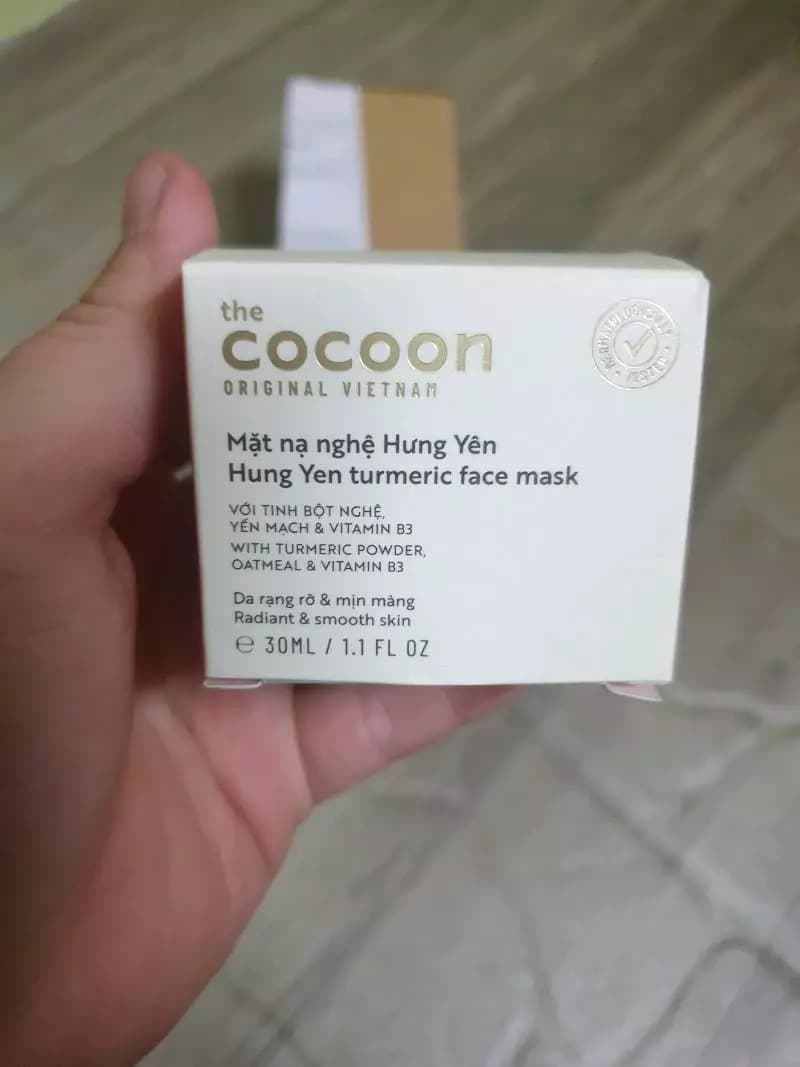 the
cocoon
ORIGINAL VIETNAM
DERMATOLOGICALLY TESTED
Mặt nạ nghệ Hưng Yên
Hung Yen turmeric face mask
VỚI TINH BỘT NGHỆ,
YẾN MẠCH & VITAMIN B3
WITH TURMERIC POWDER,
OATMEAL & VITAMIN B3
Da rạng rỡ & mịn màng
Radiant & smooth skin
℮ 30ML / 1.1 FL OZ